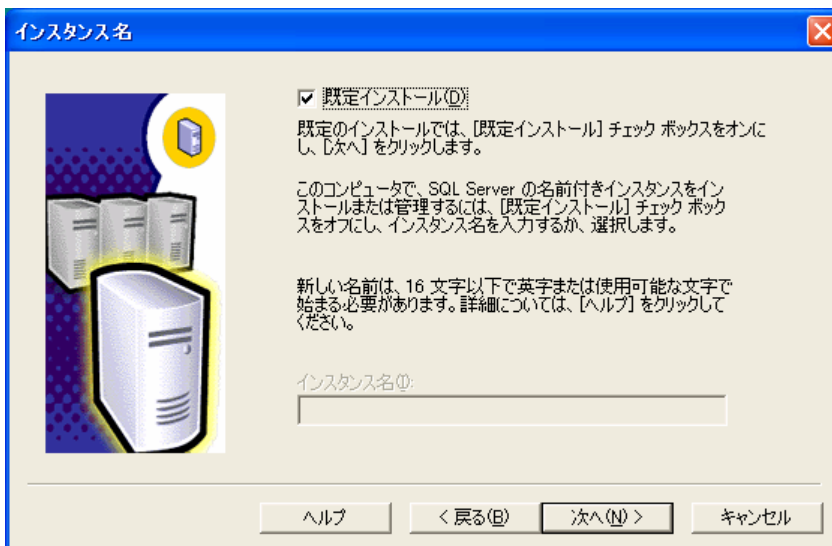 インスタンス名
既定インストール(D)
既定のインストールでは、[既定インストール] チェック ボックスをオンに
し、[次へ] をクリックします。
このコンピュータで、SQL Server の名前付きインスタンスをイン
ストールまたは管理するには、[既定インストール] チェック ボック
スをオフにし、インスタンス名を入力するか、選択します。
新しい名前は、16 文字以下で英字または使用可能な文字で
始まる必要があります。詳細については、[ヘルプ] をクリックして
ください。
インスタンス名(I):
ヘルプ
< 戻る(B)
次へ(N) >
キャンセル